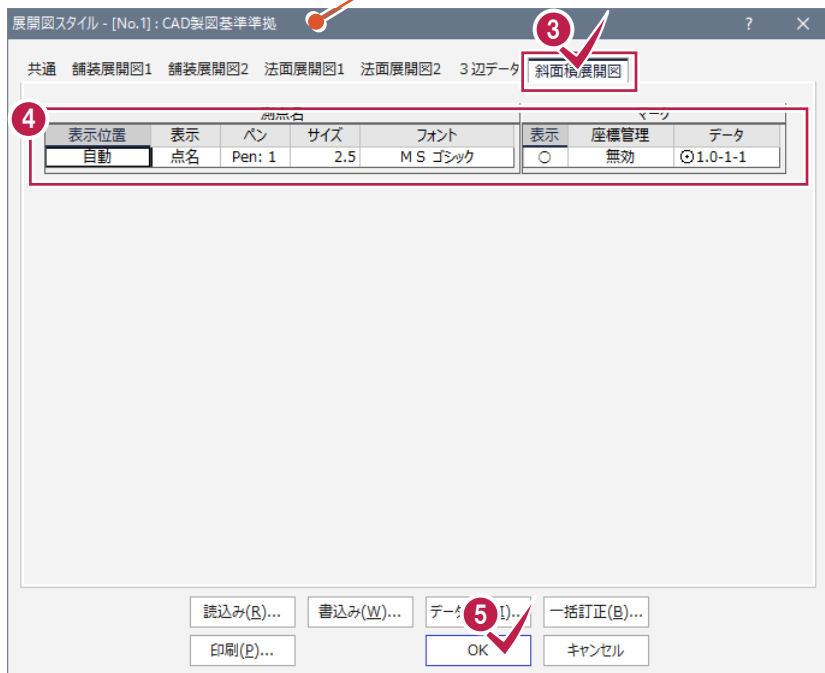 展開図スタイル - [No.1] : CAD製図基準準拠 ? ×
3
共通 舗装展開図1 舗装展開図2 法面展開図1 法面展開図2 3辺データ 斜面積展開図
4
測点名 マーク
表示位置 表示 ペン サイズ フォント 表示 座標管理 データ
自動 点名 Pen: 1 2.5 MS ゴシック ○ 無効 ⊙1.0-1-1
読込み(R)... 書込み(W)... 一括訂正(B)...
5
印刷(P)... OK キャンセル